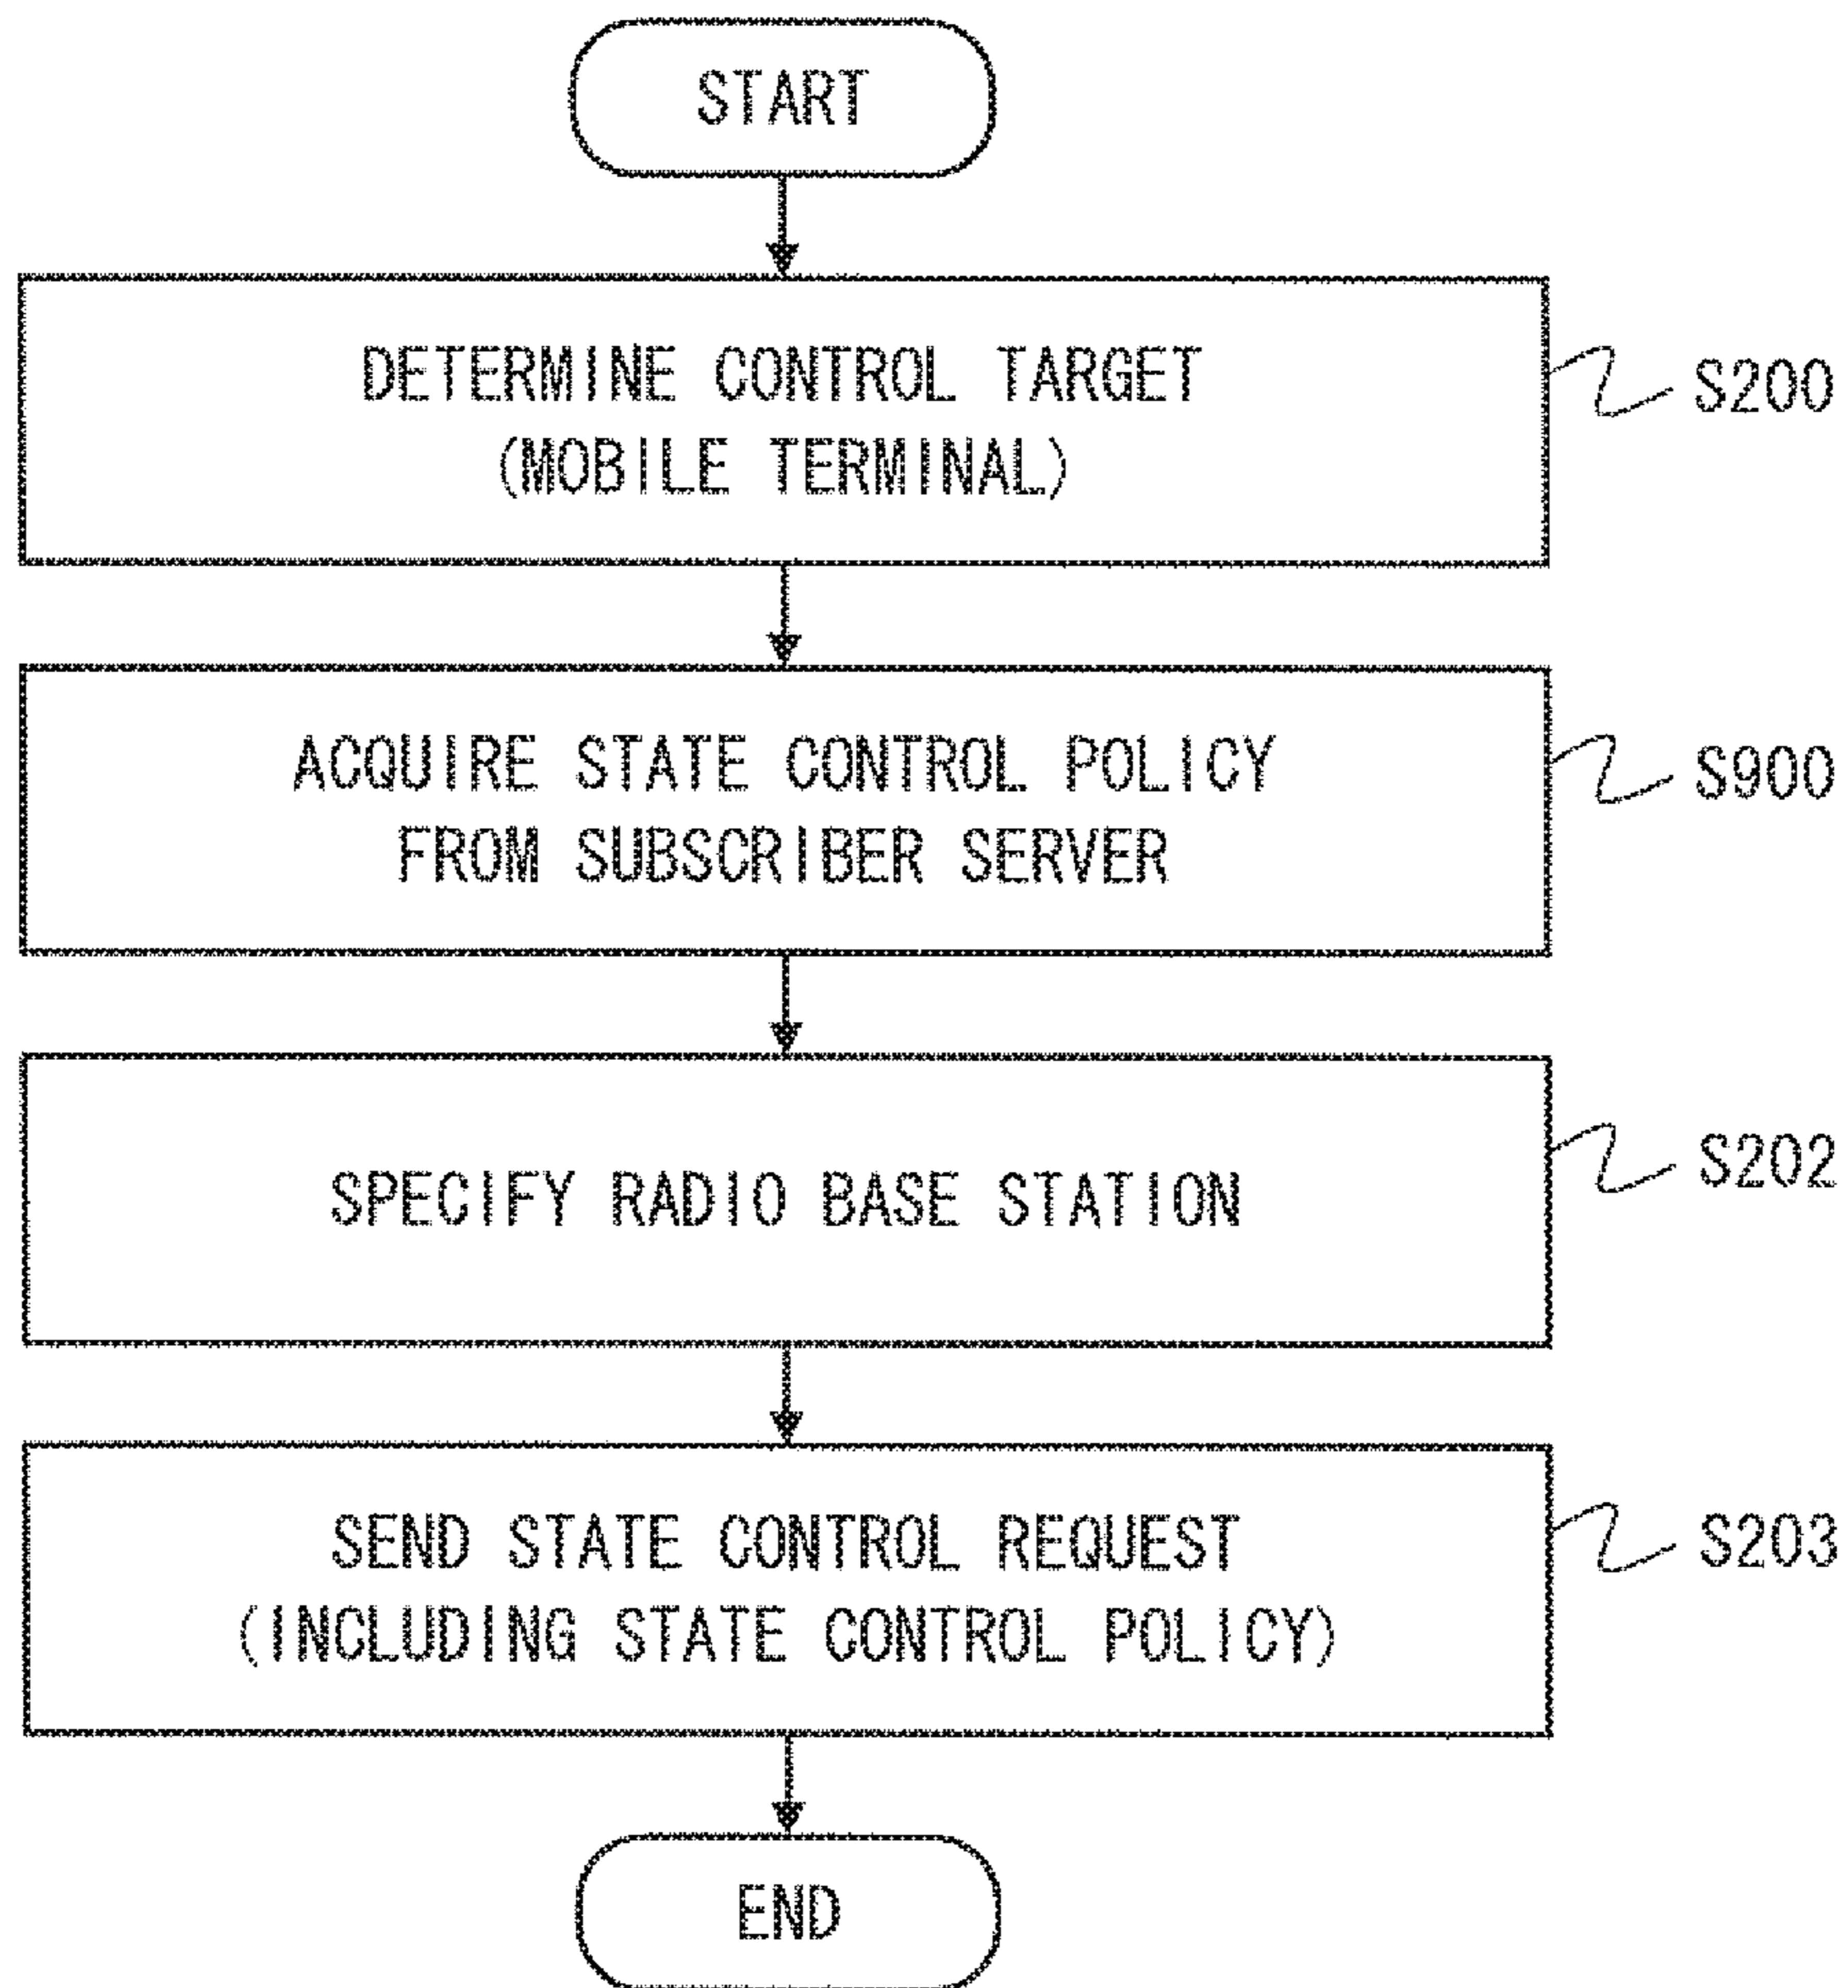 START
DETERMINE CONTROL TARGET
(MOBILE TERMINAL)
S200
ACQUIRE STATE CONTROL POLICY
FROM SUBSCRIBER SERVER
S900
SPECIFY RADIO BASE STATION
S202
SEND STATE CONTROL REQUEST
(INCLUDING STATE CONTROL POLICY)
S203
END